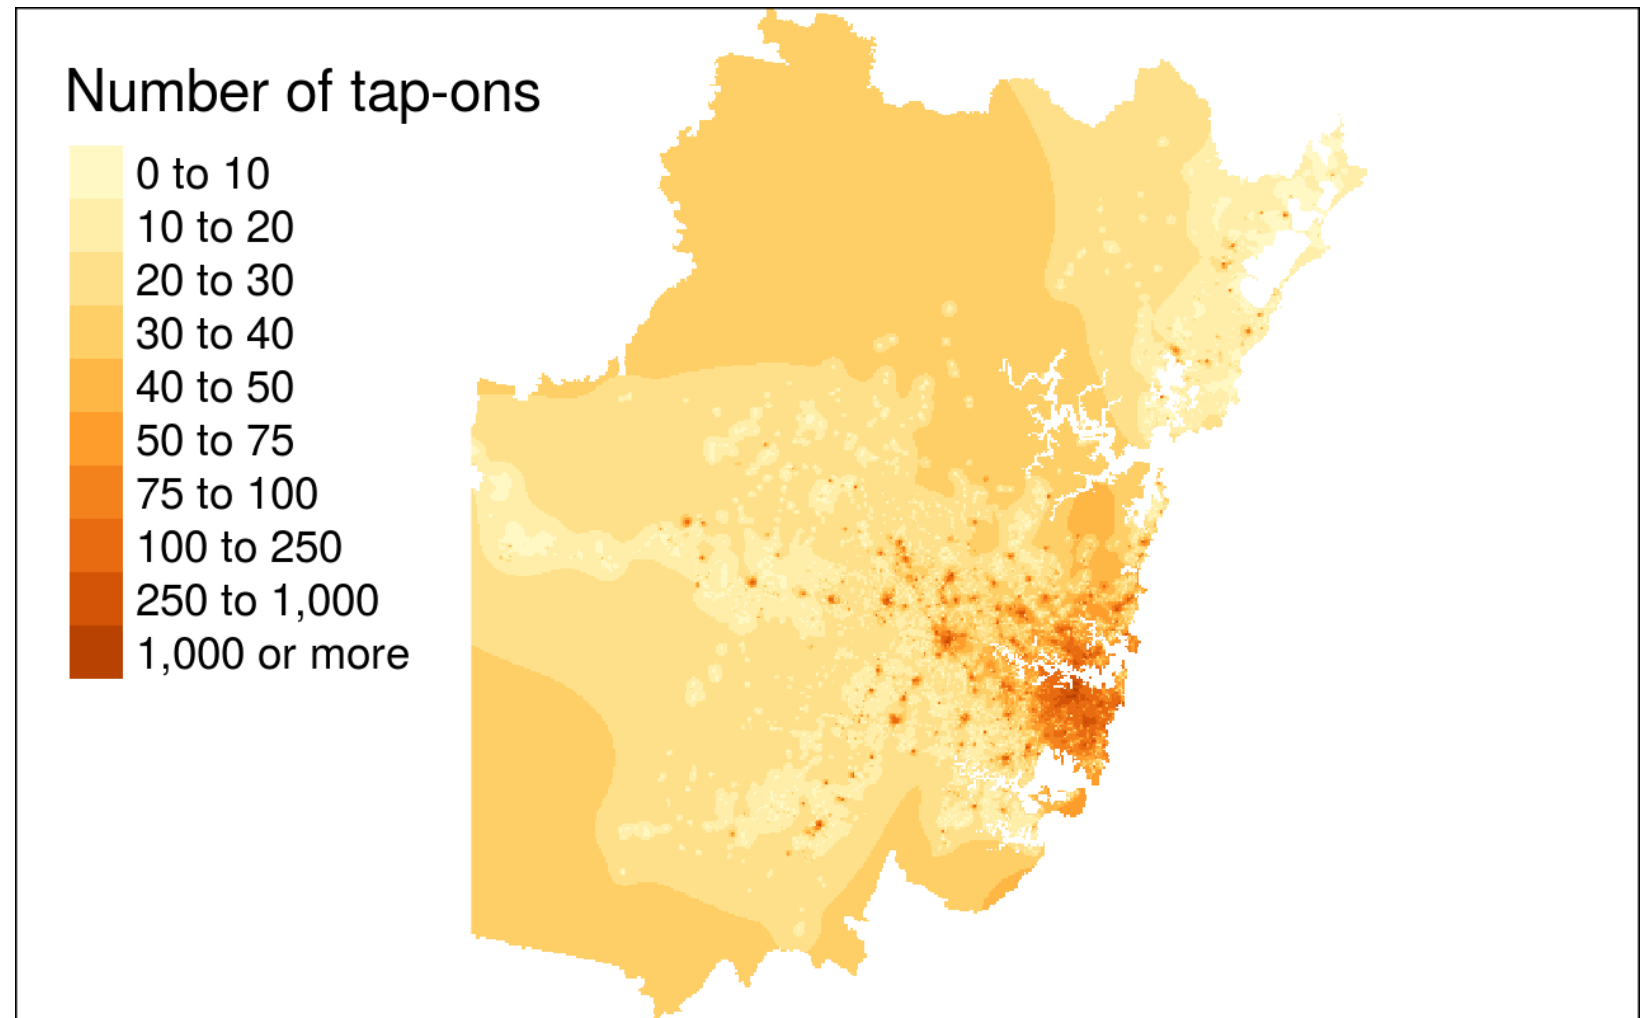 Number of tap-ons
0 to 10
10 to 20
20 to 30
30 to 40
40 to 50
50 to 75
75 to 100
100 to 250
250 to 1,000
1,000 or more